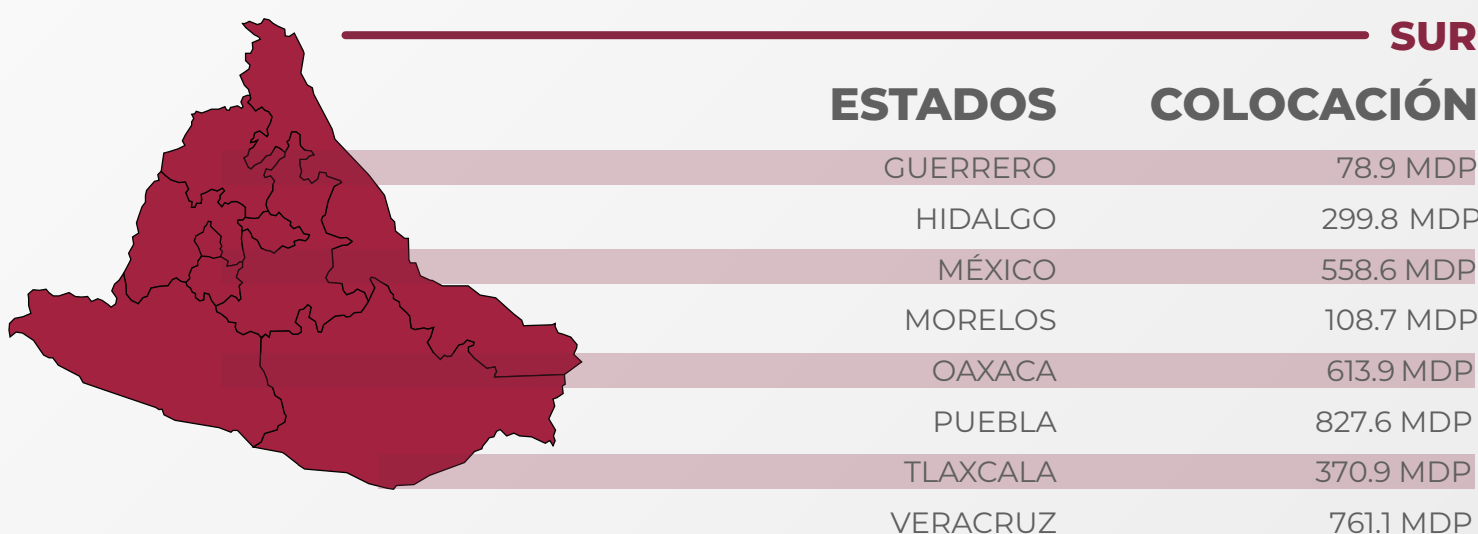 SUR
ESTADOS COLOCACIÓN
GUERRERO 78.9 MDP
HIDALGO 299.8 MDP
MÉXICO 558.6 MDP
MORELOS 108.7 MDP
OAXACA 613.9 MDP
PUEBLA 827.6 MDP
TLAXCALA 370.9 MDP
VERACRUZ 761.1 MDP